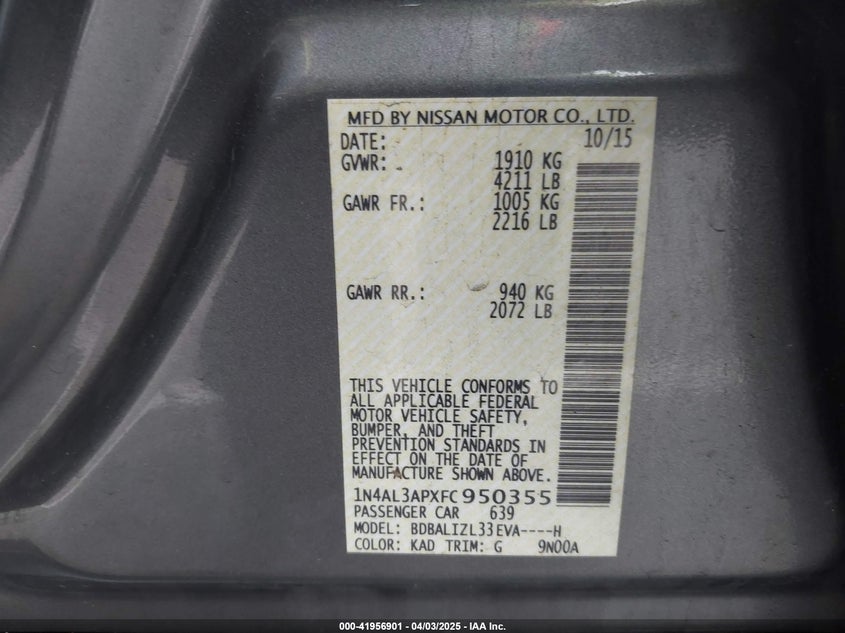 MFD BY NISSAN MOTOR CO., LTD.
DATE: 10/15
GVWR: 1910 KG
4211 LB
GAWR FR.: 1005 KG
2216 LB
GAWR RR.: 940 KG
2072 LB
THIS VEHICLE CONFORMS TO
ALL APPLICABLE FEDERAL
MOTOR VEHICLE SAFETY,
BUMPER, AND THEFT
PREVENTION STANDARDS IN
EFFECT ON THE DATE OF
MANUFACTURE SHOWN ABOVE.
1N4AL3APXFC950355
PASSENGER CAR 639
MODEL: BDBALIZL33EVA----H
COLOR: KAD TRIM: G 9N00A
000-41956901 - 04/03/2025 - IAA Inc.